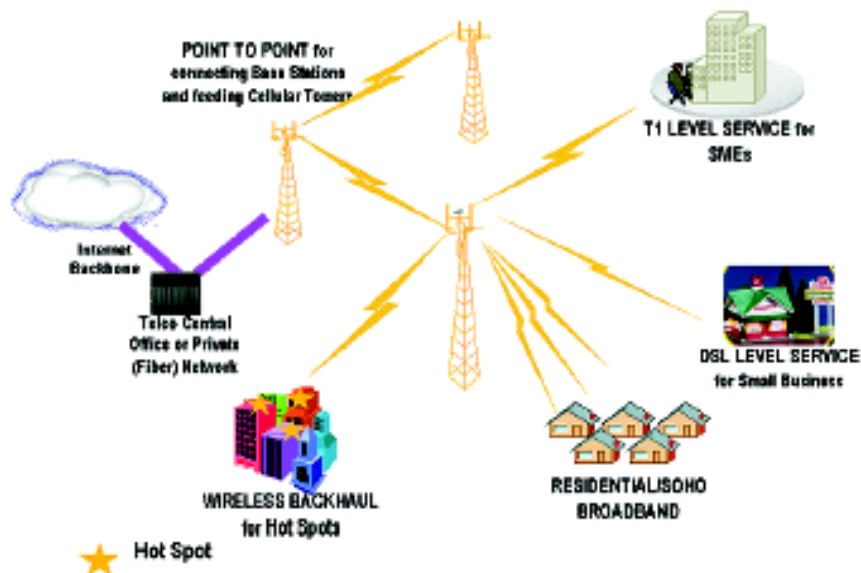 POINT TO POINT for
connecting Base Stations
and feeding Cellular Towers
T1 LEVEL SERVICE for
SMEs
Internet
Backbone
Telco Central
Office or Private
(Fiber) Network
DSL LEVEL SERVICE
for Small Business
WIRELESS BACKHAUL
for Hot Spots
RESIDENTIAL/SOHO
BROADBAND
Hot Spot